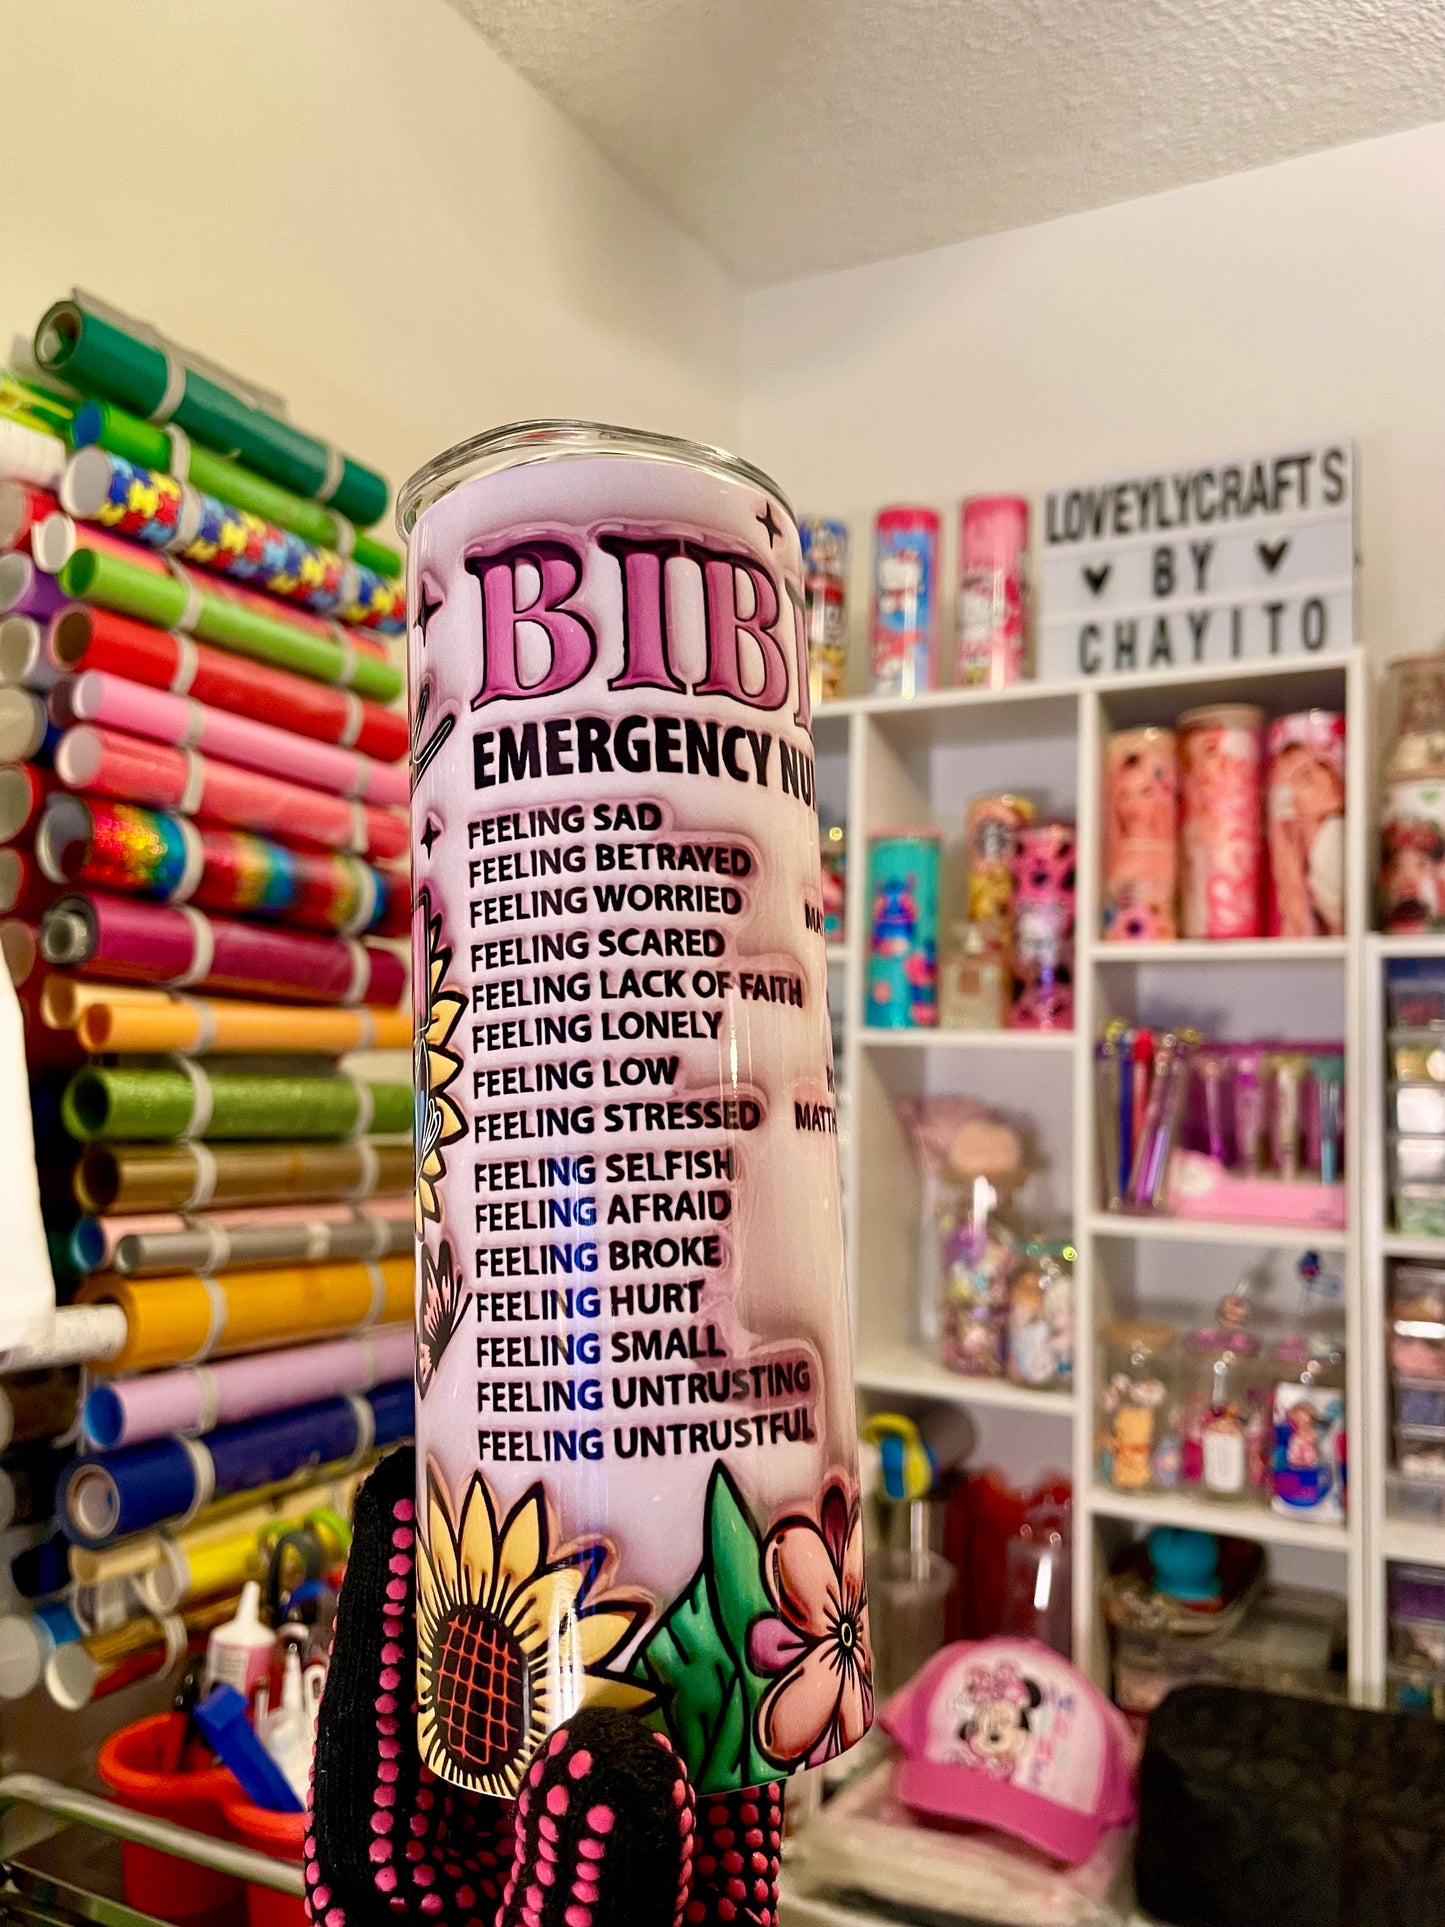 BIB
EMERGENCY NU
FEELING SAD
FEELING BETRAYED
FEELING WORRIED
FEELING SCARED
FEELING LACK OF FAITH
FEELING LONELY
FEELING LOW
FEELING STRESSED
FEELING SELFISH
FEELING AFRAID
FEELING BROKE
FEELING HURT
FEELING SMALL
FEELING UNTRUSTING
FEELING UNTRUSTFUL
MATTH
LOVEYLYCRAFTS
BY
CHAYITO